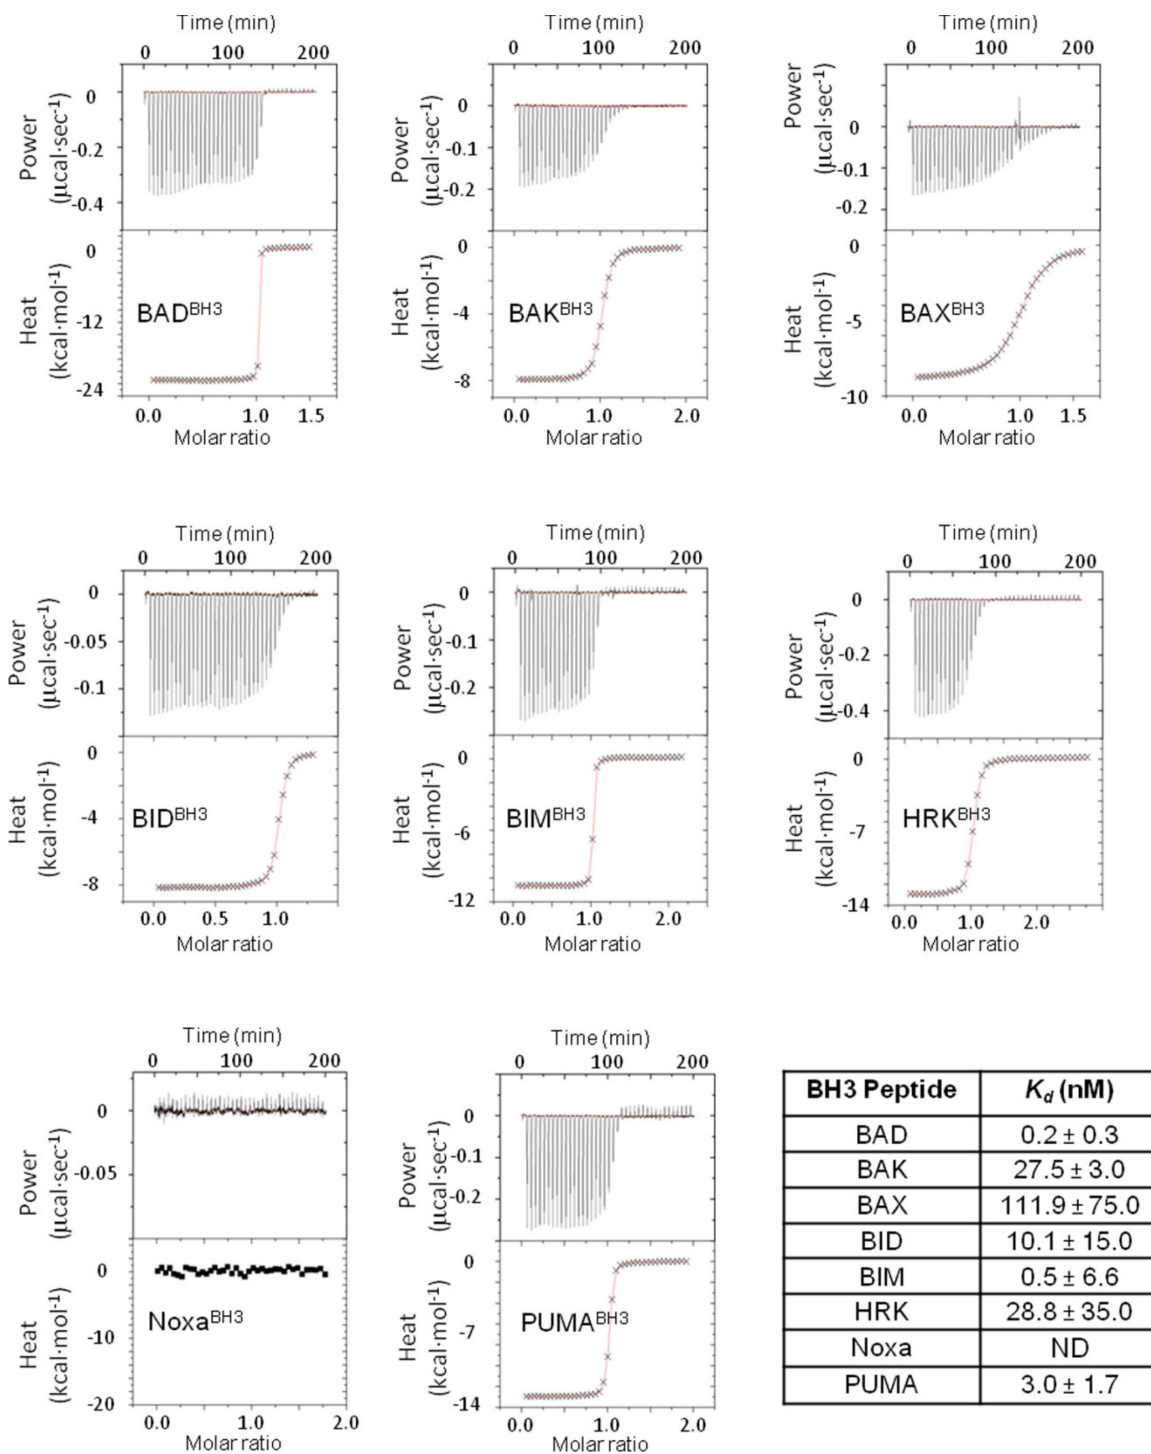 Time (min)
0 100 200
Power
(μcal·sec-1)
0
-0.2
-0.4
Heat
(kcal·mol-1)
0
-12
-24
BADBH3
0.0 1.0 1.5
Molar ratio
Time (min)
0 100 200
Power
(μcal·sec-1)
0
-0.1
-0.2
Heat
(kcal·mol-1)
0
-4
-8
BAKBH3
0.0 1.0 2.0
Molar ratio
Time (min)
0 100 200
Power
(μcal·sec-1)
0
-0.1
-0.2
Heat
(kcal·mol-1)
0
-5
-10
BAXBH3
0.0 1.0 1.5
Molar ratio
Time (min)
0 100 200
Power
(μcal·sec-1)
0
-0.05
-0.1
Heat
(kcal·mol-1)
0
-4
-8
BIDBH3
0.0 0.5 1.0
Molar ratio
Time (min)
0 100 200
Power
(μcal·sec-1)
0
-0.1
-0.2
Heat
(kcal·mol-1)
0
-6
-12
BIMBH3
0.0 1.0 2.0
Molar ratio
Time (min)
0 100 200
Power
(μcal·sec-1)
0
-0.2
-0.4
Heat
(kcal·mol-1)
0
-7
-14
HRKBH3
0.0 1.0 2.0
Molar ratio
Time (min)
0 100 200
Power
(μcal·sec-1)
0
-0.05
Heat
(kcal·mol-1)
0
-10
-20
NoxaBH3
0.0 1.0 2.0
Molar ratio
Time (min)
0 100 200
Power
(μcal·sec-1)
0
-0.1
-0.2
Heat
(kcal·mol-1)
0
-7
-14
PUMABH3
0.0 1.0 2.0
Molar ratio
BH3 Peptide Kd (nM)
BAD 0.2 ± 0.3
BAK 27.5 ± 3.0
BAX 111.9 ± 75.0
BID 10.1 ± 15.0
BIM 0.5 ± 6.6
HRK 28.8 ± 35.0
Noxa ND
PUMA 3.0 ± 1.7